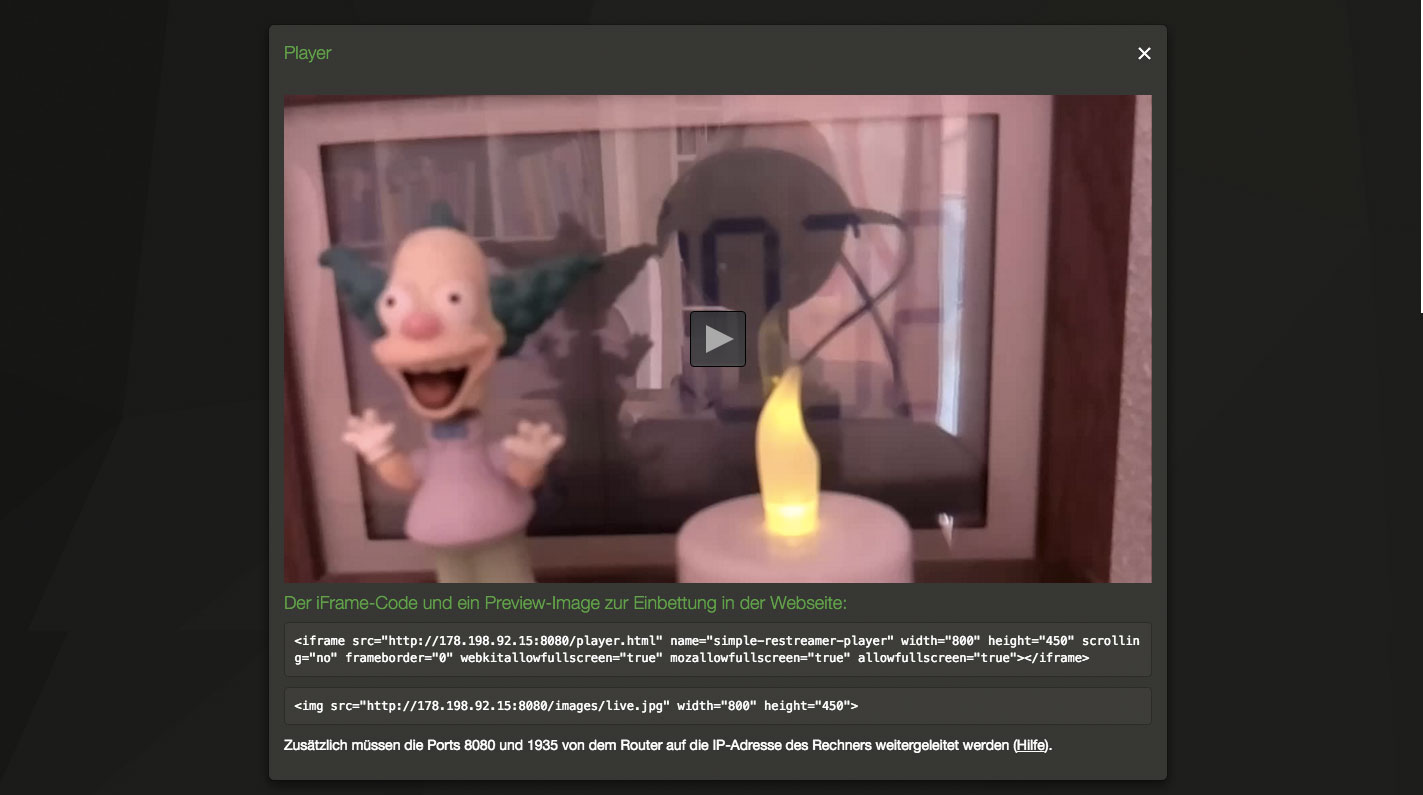 Player
Der iFrame-Code und ein Preview-Image zur Einbettung in der Webseite:
<iframe src="http://178.198.92.15:8080/player.html" name="simple-restreamer-player" width="800" height="450" scrollin
g="no" frameborder="0" webkitallowfullscreen="true" mozallowfullscreen="true" allowfullscreen="true"></iframe>
<img src="http://178.198.92.15:8080/images/live.jpg" width="800" height="450">
Zusätzlich müssen die Ports 8080 und 1935 von dem Router auf die IP-Adresse des Rechners weitergeleitet werden (Hilfe).